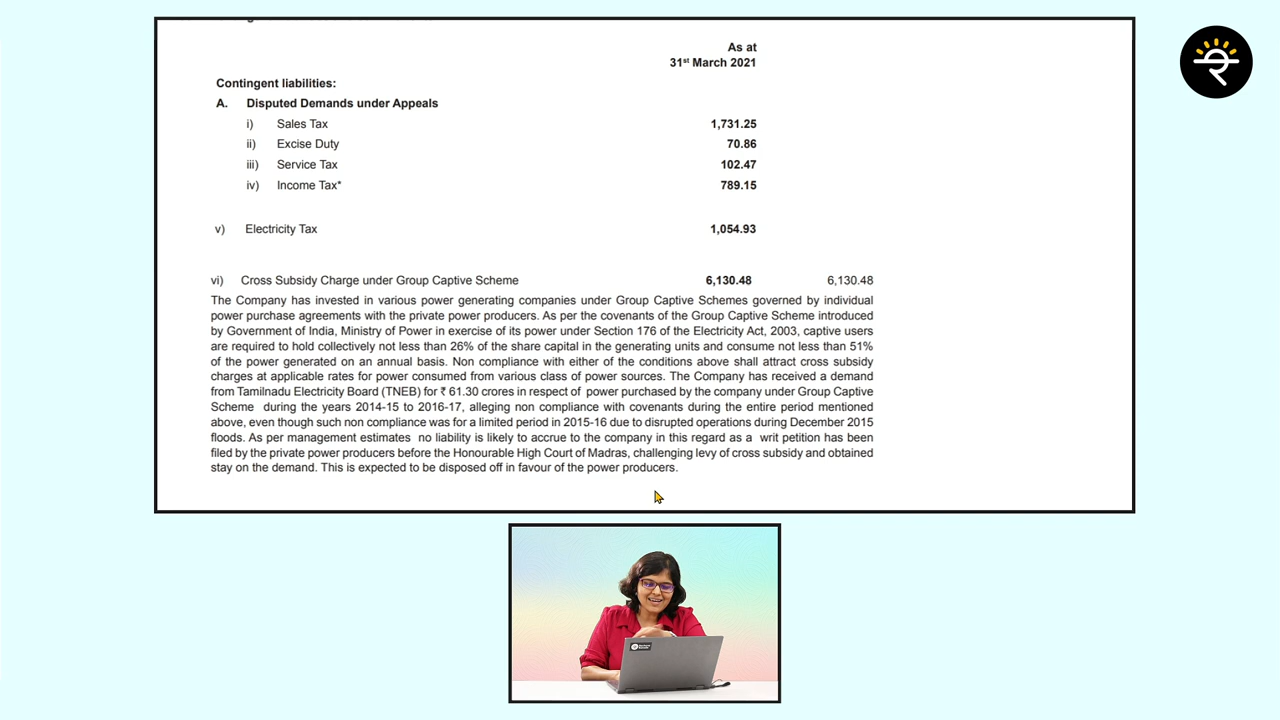 As at
31st March 2021
Contingent liabilities:
A. Disputed Demands under Appeals
i) Sales Tax 1,731.25
ii) Excise Duty 70.86
iii) Service Tax 102.47
iv) Income Tax* 789.15
v) Electricity Tax 1,054.93
vi) Cross Subsidy Charge under Group Captive Scheme 6,130.48 6,130.48
The Company has invested in various power generating companies under Group Captive Schemes governed by individual
power purchase agreements with the private power producers. As per the covenants of the Group Captive Scheme introduced
by Government of India, Ministry of Power in exercise of its power under Section 176 of the Electricity Act, 2003, captive users
are required to hold collectively not less than 26% of the share capital in the generating units and consume not less than 51%
of the power generated on an annual basis. Non compliance with either of the conditions above shall attract cross subsidy
charges at applicable rates for power consumed from various class of power sources. The Company has received a demand
from Tamilnadu Electricity Board (TNEB) for ₹ 61.30 crores in respect of power purchased by the company under Group Captive
Scheme during the years 2014-15 to 2016-17, alleging non compliance with covenants during the entire period mentioned
above, even though such non compliance was for a limited period in 2015-16 due to disrupted operations during December 2015
floods. As per management estimates no liability is likely to accrue to the company in this regard as a writ petition has been
filed by the private power producers before the Honourable High Court of Madras, challenging levy of cross subsidy and obtained
stay on the demand. This is expected to be disposed off in favour of the power producers.